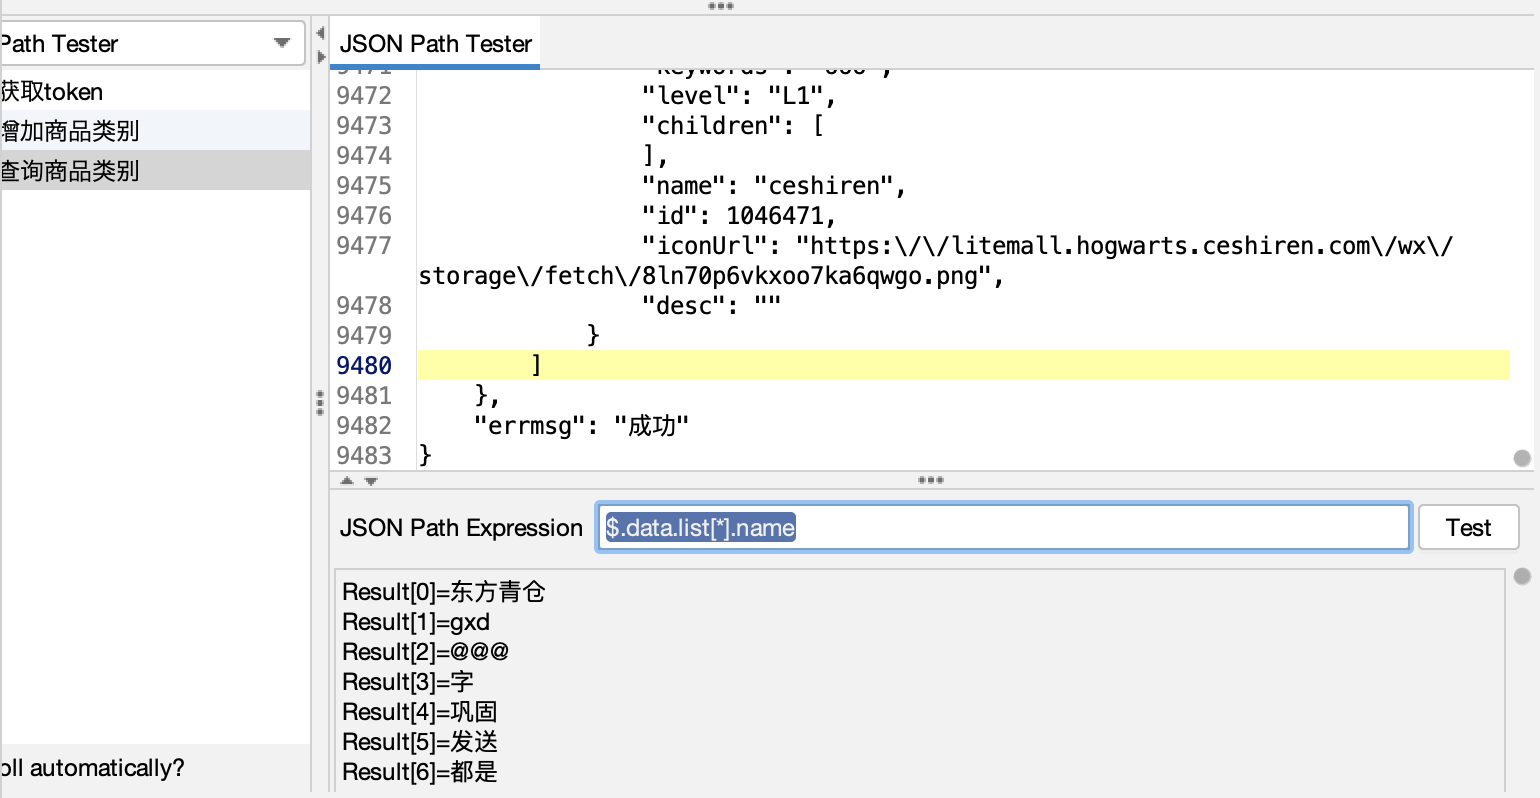 Path Tester
获取token
增加商品类别
查询商品类别
oll automatically?
JSON Path Tester
9471 "keywords": "666",
9472 "level": "L1",
9473 "children": [
9474 ],
9475 "name": "ceshiren",
9476 "id": 1046471,
9477 "iconUrl": "https:\/\/litemall.hogwarts.ceshiren.com\/wx\/
storage\/fetch\/8ln70p6vkxoo7ka6qwgo.png",
9478 "desc": ""
9479 }
9480 ]
9481 },
9482 "errmsg": "成功"
9483 }
JSON Path Expression $.data.list[*].name Test
Result[0]=东方青仓
Result[1]=gxd
Result[2]=@@@
Result[3]=字
Result[4]=巩固
Result[5]=发送
Result[6]=都是